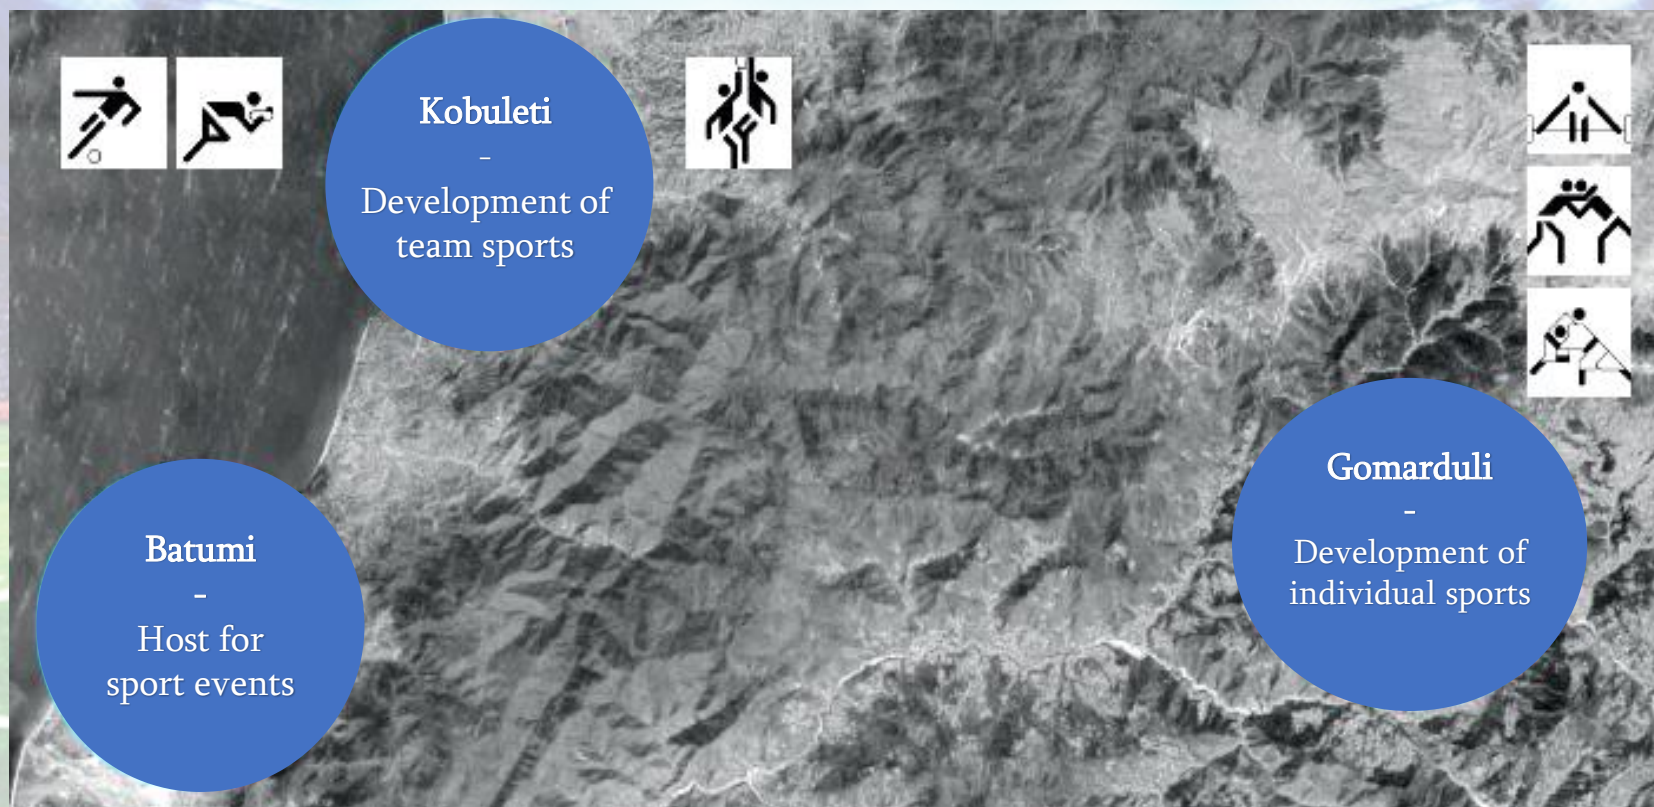 Kobuleti
-
Development of
team sports
Batumi
-
Host for
sport events
Gomarduli
-
Development of
individual sports